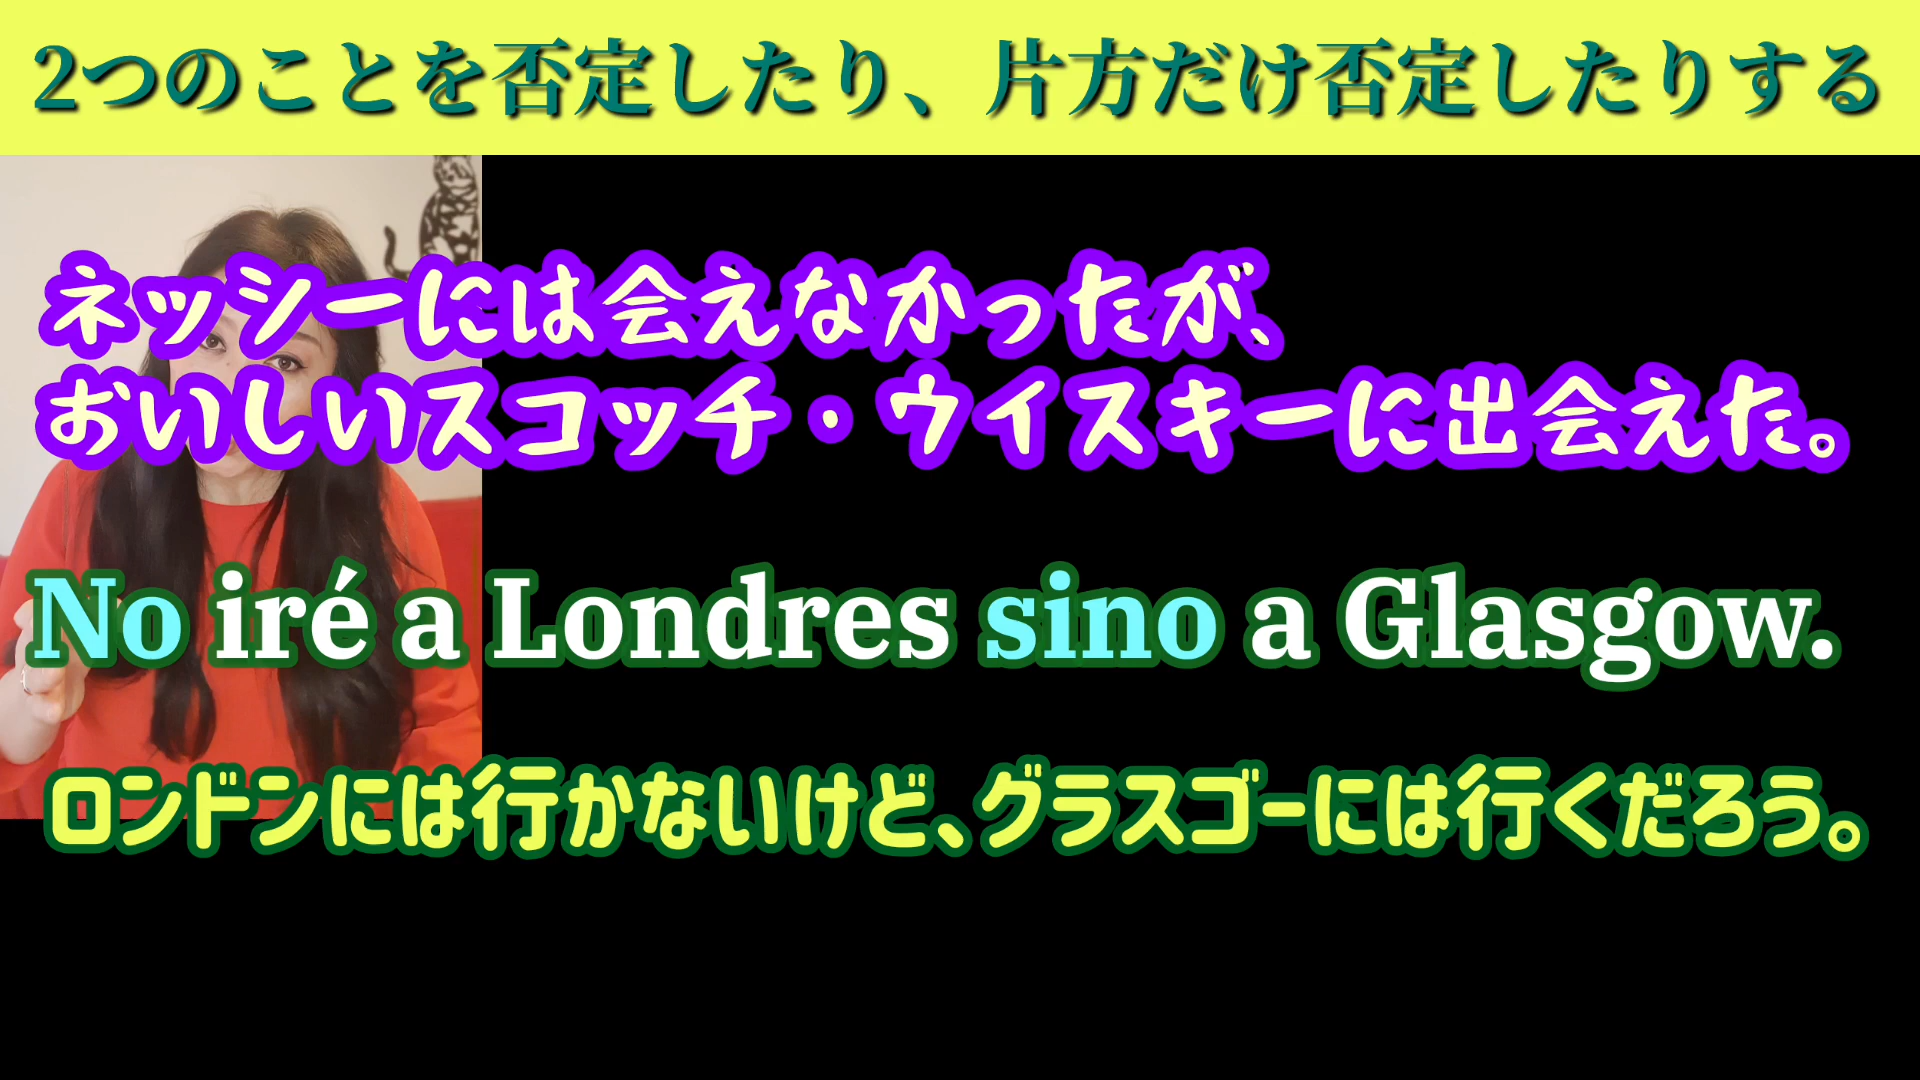 2つのことを否定したり、片方だけ否定したりする
ネッシーには会えなかったが、
おいしいスコッチ・ウイスキーに出会えた。
No iré a Londres sino a Glasgow.
ロンドンには行かないけど、グラスゴーには行くだろう。